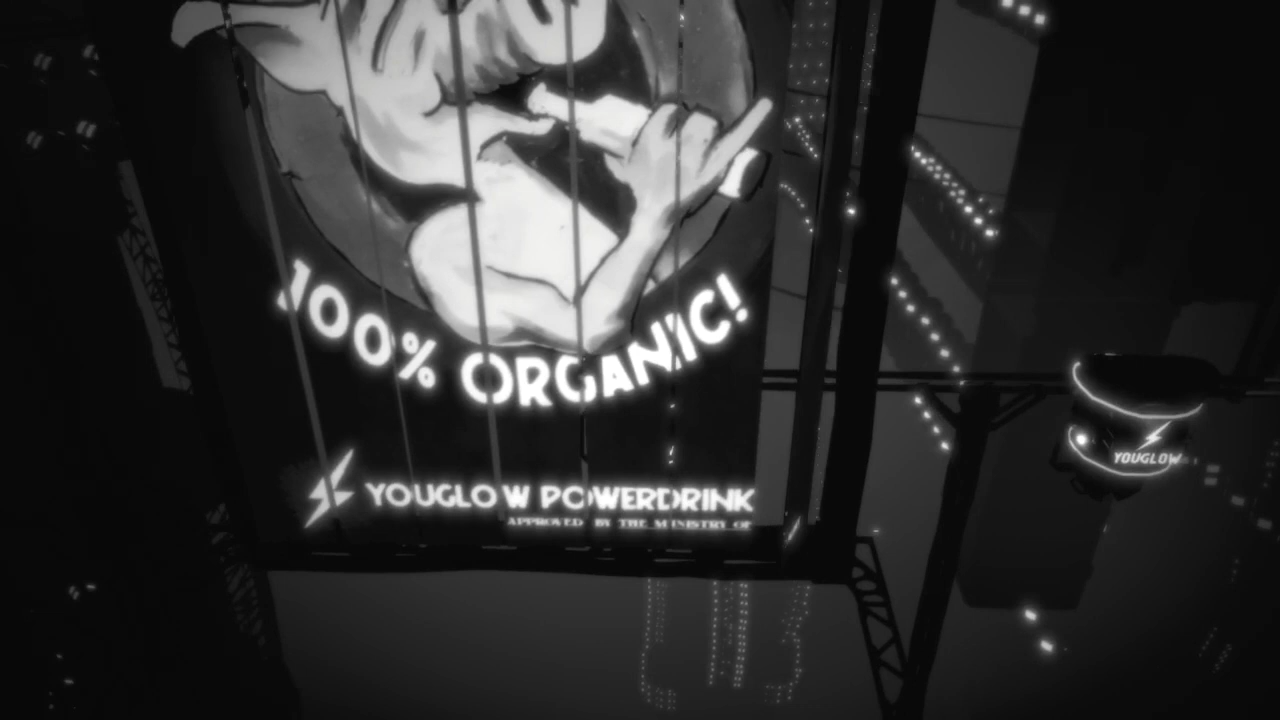 100% ORGANIC!
YOUGLOW POWERDRINK
APPROVED BY THE MINISTRY OF
YOUGLOW